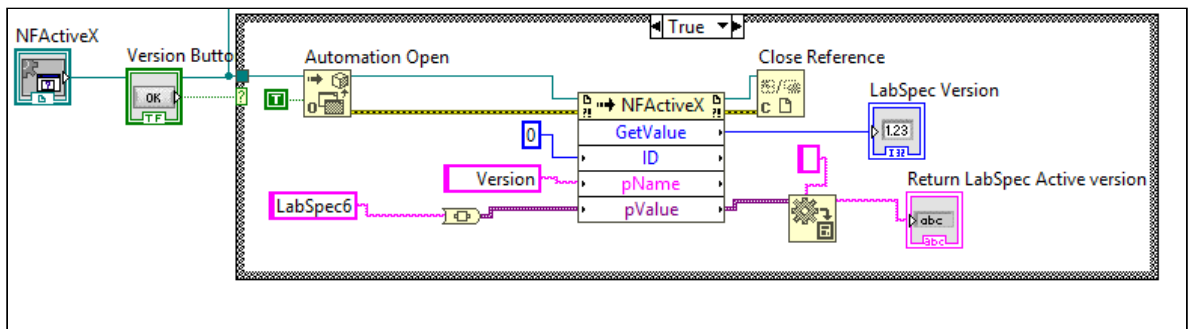 True
NFActiveX
Version Butto
Automation Open
Close Reference
OK
TF
T
?
NFActiveX
LabSpec Version
0
GetValue
1.23
I32
ID
Version
pName
Return LabSpec Active version
LabSpec6
pValue
abc
abc